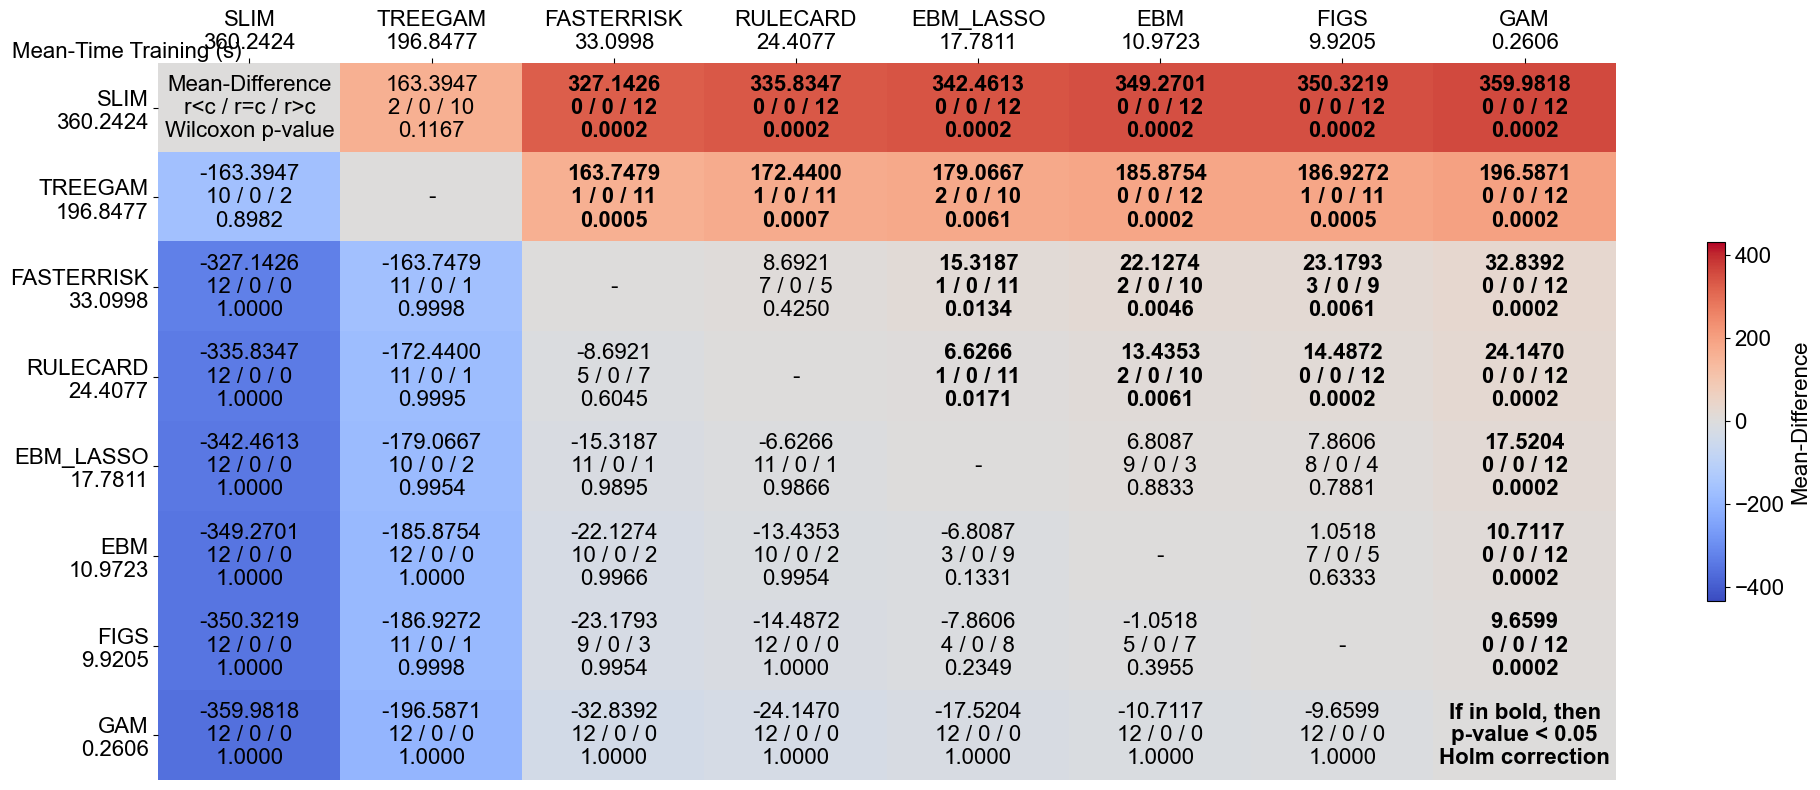 SLIM TREEGAM FASTERRISK RULECARD EBM_LASSO EBM FIGS GAM
360.2424 196.8477 33.0998 24.4077 17.7811 10.9723 9.9205 0.2606
Mean-Time Training (s)
Mean-Difference 163.3947 327.1426 335.8347 342.4613 349.2701 350.3219 359.9818
SLIM r<c / r=c / r>c 2 / 0 / 10 0 / 0 / 12 0 / 0 / 12 0 / 0 / 12 0 / 0 / 12 0 / 0 / 12 0 / 0 / 12
360.2424 Wilcoxon p-value 0.1167 0.0002 0.0002 0.0002 0.0002 0.0002 0.0002
-163.3947 163.7479 172.4400 179.0667 185.8754 186.9272 196.5871
TREEGAM 10 / 0 / 2 - 1 / 0 / 11 1 / 0 / 11 2 / 0 / 10 0 / 0 / 12 1 / 0 / 11 0 / 0 / 12
196.8477 0.8982 0.0005 0.0007 0.0061 0.0002 0.0005 0.0002
-327.1426 -163.7479 8.6921 15.3187 22.1274 23.1793 32.8392
FASTERRISK 12 / 0 / 0 11 / 0 / 1 - 7 / 0 / 5 1 / 0 / 11 2 / 0 / 10 3 / 0 / 9 0 / 0 / 12
33.0998 1.0000 0.9998 0.4250 0.0134 0.0046 0.0061 0.0002
-335.8347 -172.4400 -8.6921 6.6266 13.4353 14.4872 24.1470
RULECARD 12 / 0 / 0 11 / 0 / 1 5 / 0 / 7 - 1 / 0 / 11 2 / 0 / 10 0 / 0 / 12 0 / 0 / 12
24.4077 1.0000 0.9995 0.6045 0.0171 0.0061 0.0002 0.0002
-342.4613 -179.0667 -15.3187 -6.6266 6.8087 7.8606 17.5204
EBM_LASSO 12 / 0 / 0 10 / 0 / 2 11 / 0 / 1 11 / 0 / 1 - 9 / 0 / 3 8 / 0 / 4 0 / 0 / 12
17.7811 1.0000 0.9954 0.9895 0.9866 0.8833 0.7881 0.0002
-349.2701 -185.8754 -22.1274 -13.4353 -6.8087 1.0518 10.7117
EBM 12 / 0 / 0 12 / 0 / 0 10 / 0 / 2 10 / 0 / 2 3 / 0 / 9 - 7 / 0 / 5 0 / 0 / 12
10.9723 1.0000 1.0000 0.9966 0.9954 0.1331 0.6333 0.0002
-350.3219 -186.9272 -23.1793 -14.4872 -7.8606 -1.0518 9.6599
FIGS 12 / 0 / 0 11 / 0 / 1 9 / 0 / 3 12 / 0 / 0 4 / 0 / 8 5 / 0 / 7 - 0 / 0 / 12
9.9205 1.0000 0.9998 0.9954 1.0000 0.2349 0.3955 0.0002
-359.9818 -196.5871 -32.8392 -24.1470 -17.5204 -10.7117 -9.6599 If in bold, then
GAM 12 / 0 / 0 12 / 0 / 0 12 / 0 / 0 12 / 0 / 0 12 / 0 / 0 12 / 0 / 0 12 / 0 / 0 p-value < 0.05
0.2606 1.0000 1.0000 1.0000 1.0000 1.0000 1.0000 1.0000 Holm correction
400
200
0
−200
−400
Mean-Difference